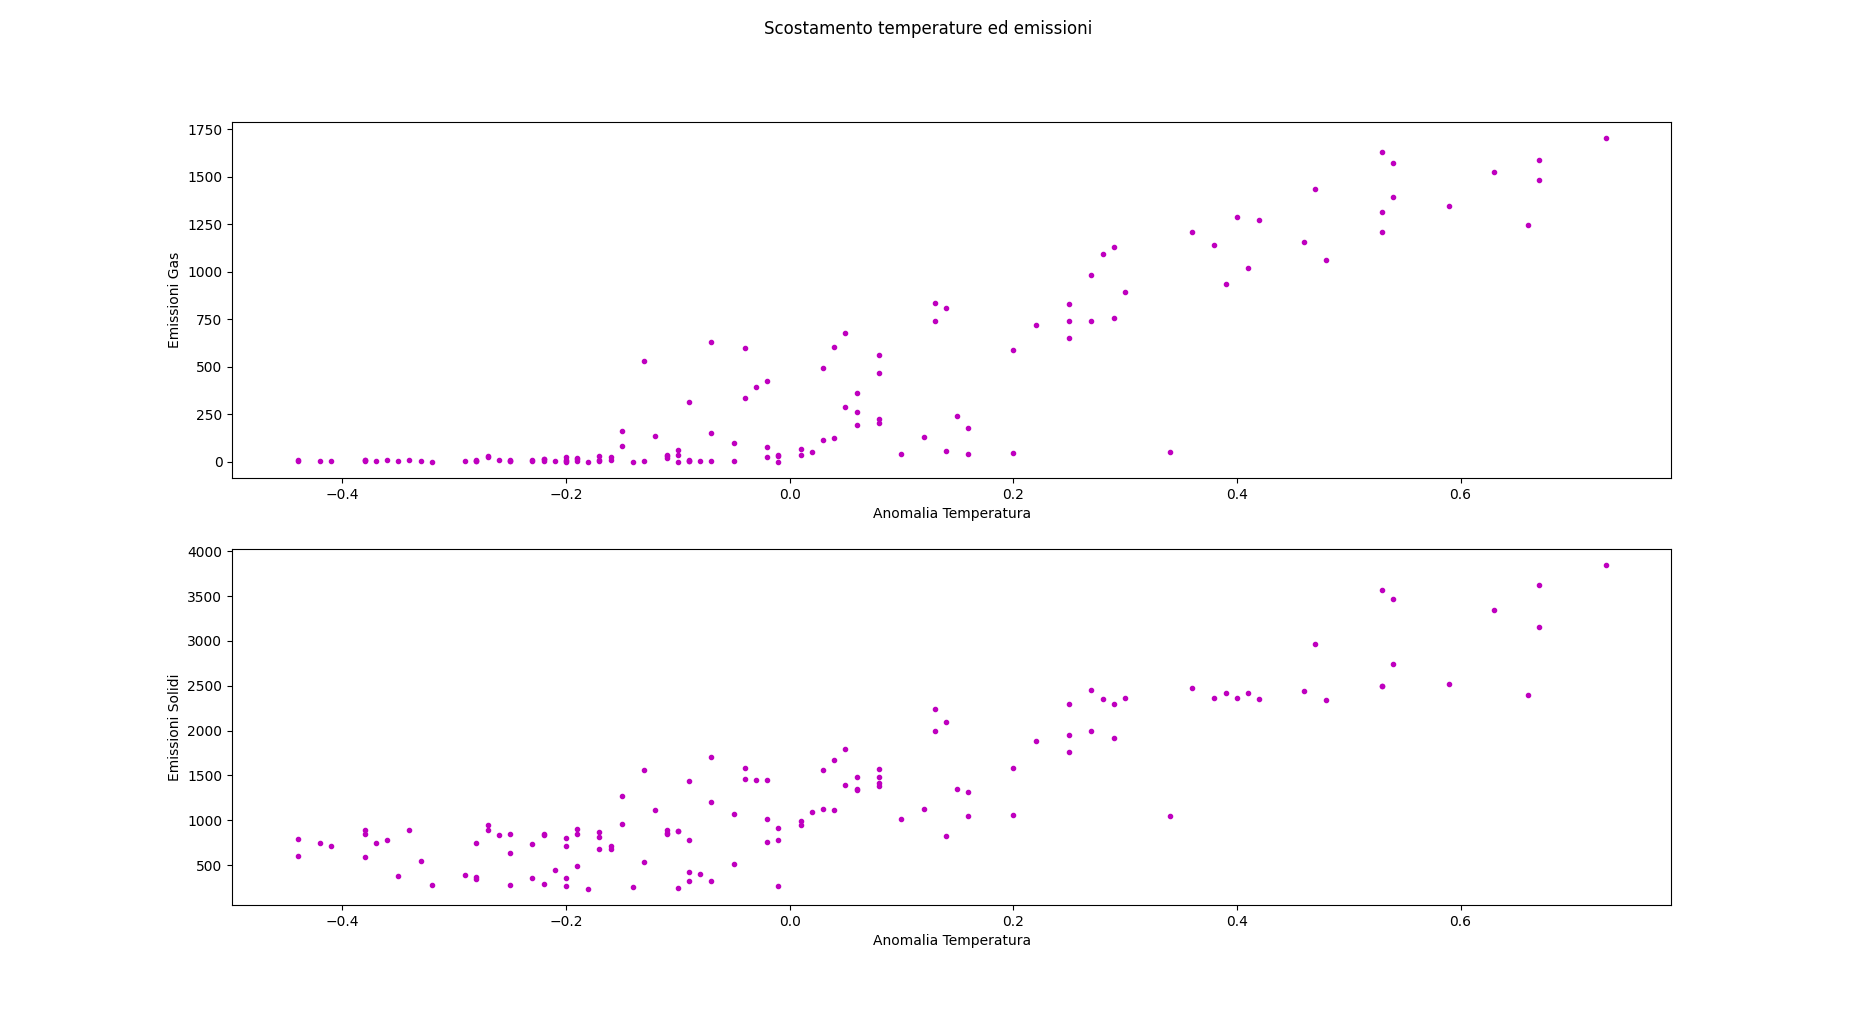 Scostamento temperature ed emissioni
1750
1500
1250
1000
750
500
250
0
Emissioni Gas
−0.4 −0.2 0.0 0.2 0.4 0.6
Anomalia Temperatura
4000
3500
3000
2500
2000
1500
1000
500
Emissioni Solidi
−0.4 −0.2 0.0 0.2 0.4 0.6
Anomalia Temperatura